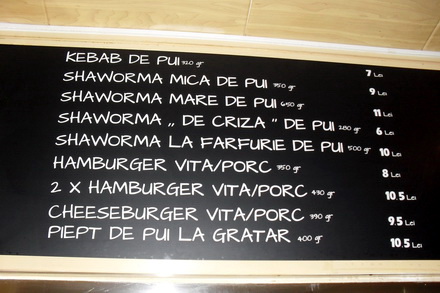 KEBAB DE PUI 320 gr 7 Lei
SHAWORMA MICA DE PUI 350 gr 9 Lei
SHAWORMA MARE DE PUI 650 gr 11 Lei
SHAWORMA „ DE CRIZA " DE PUI 280 gr 6 Lei
SHAWORMA LA FARFURIE DE PUI 500 gr 10 Lei
HAMBURGER VITA/PORC 350 gr 8 Lei
2 X HAMBURGER VITA/PORC 430 gr 10.5 Lei
CHEESEBURGER VITA/PORC 390 gr 9.5 Lei
PIEPT DE PUI LA GRATAR 400 gr 10.5 Lei